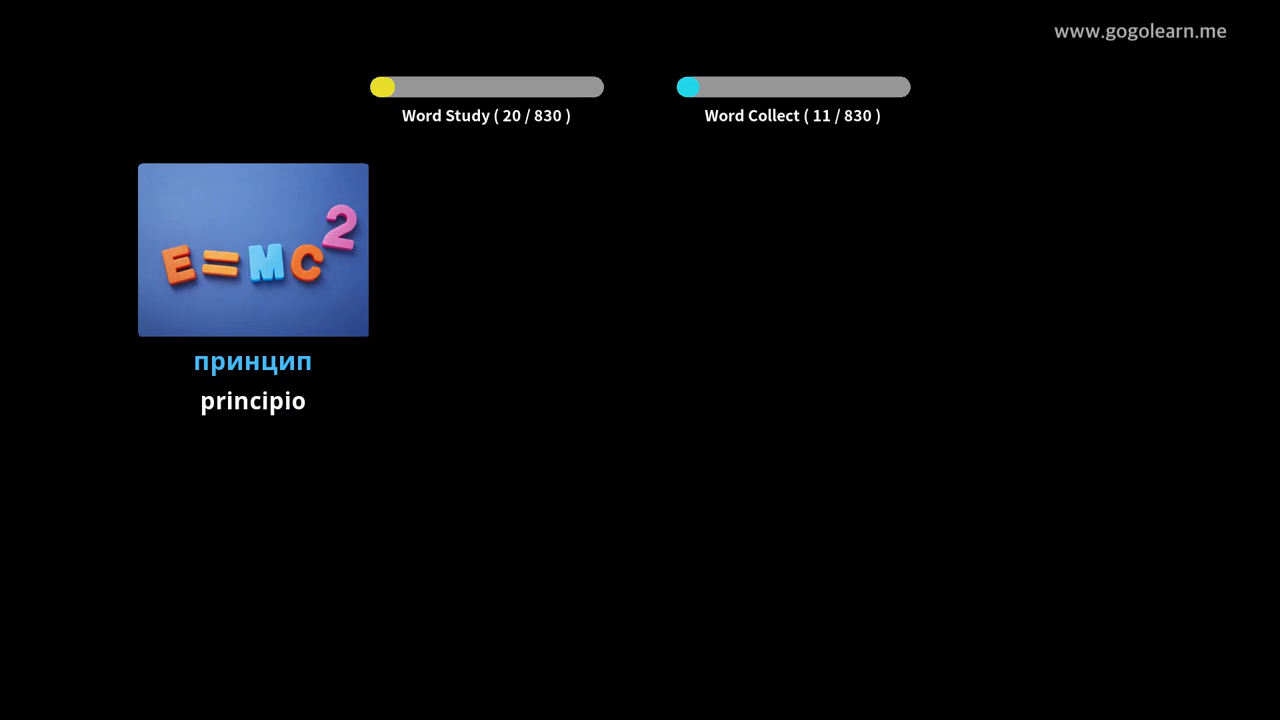 www.gogolearn.me
Word Study ( 20 / 830 )
Word Collect ( 11 / 830 )
E=MC²
принцип
principio